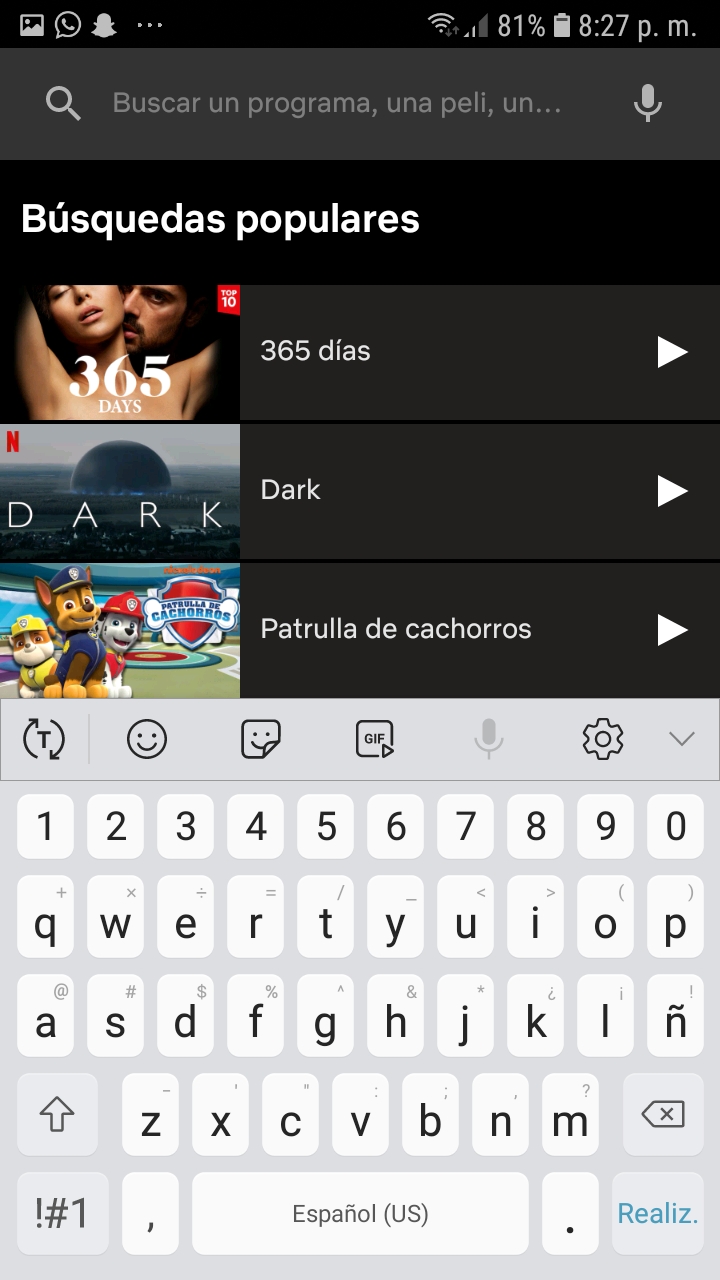 81% 8:27 p. m.
Buscar un programa, una peli, un...
Búsquedas populares
TOP 10
365 DAYS
365 días
N
DARK
Dark
nickelodeon
PATRULLA DE CACHORROS
Patrulla de cachorros
T GIF
1 2 3 4 5 6 7 8 9 0
+ × ÷ = / _ < > ( )
q w e r t y u i o p
@ # $ % ^ & * ¿ ¡ !
a s d f g h j k l ñ
- ' " : ; , ?
z x c v b n m
!#1 , Español (US) . Realiz.